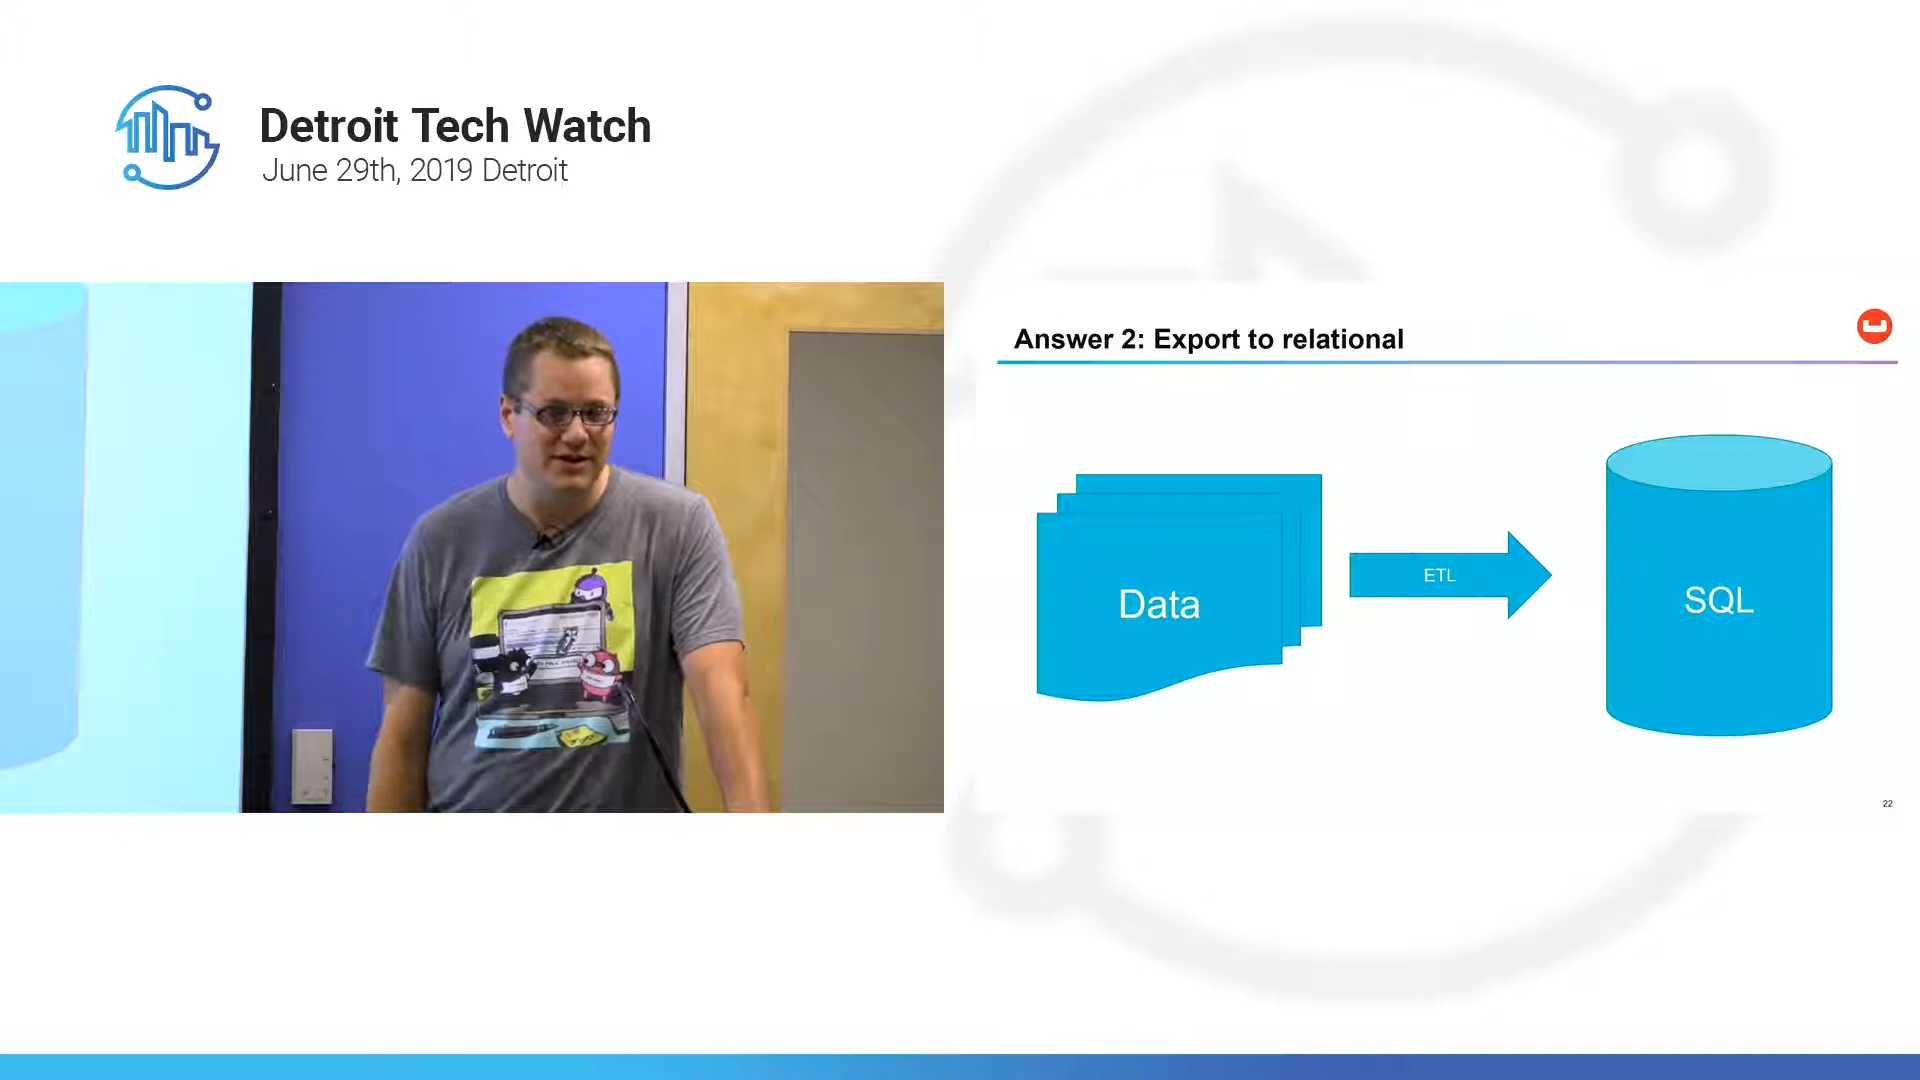 Detroit Tech Watch
June 29th, 2019 Detroit
Answer 2: Export to relational
Data
ETL
SQL
22